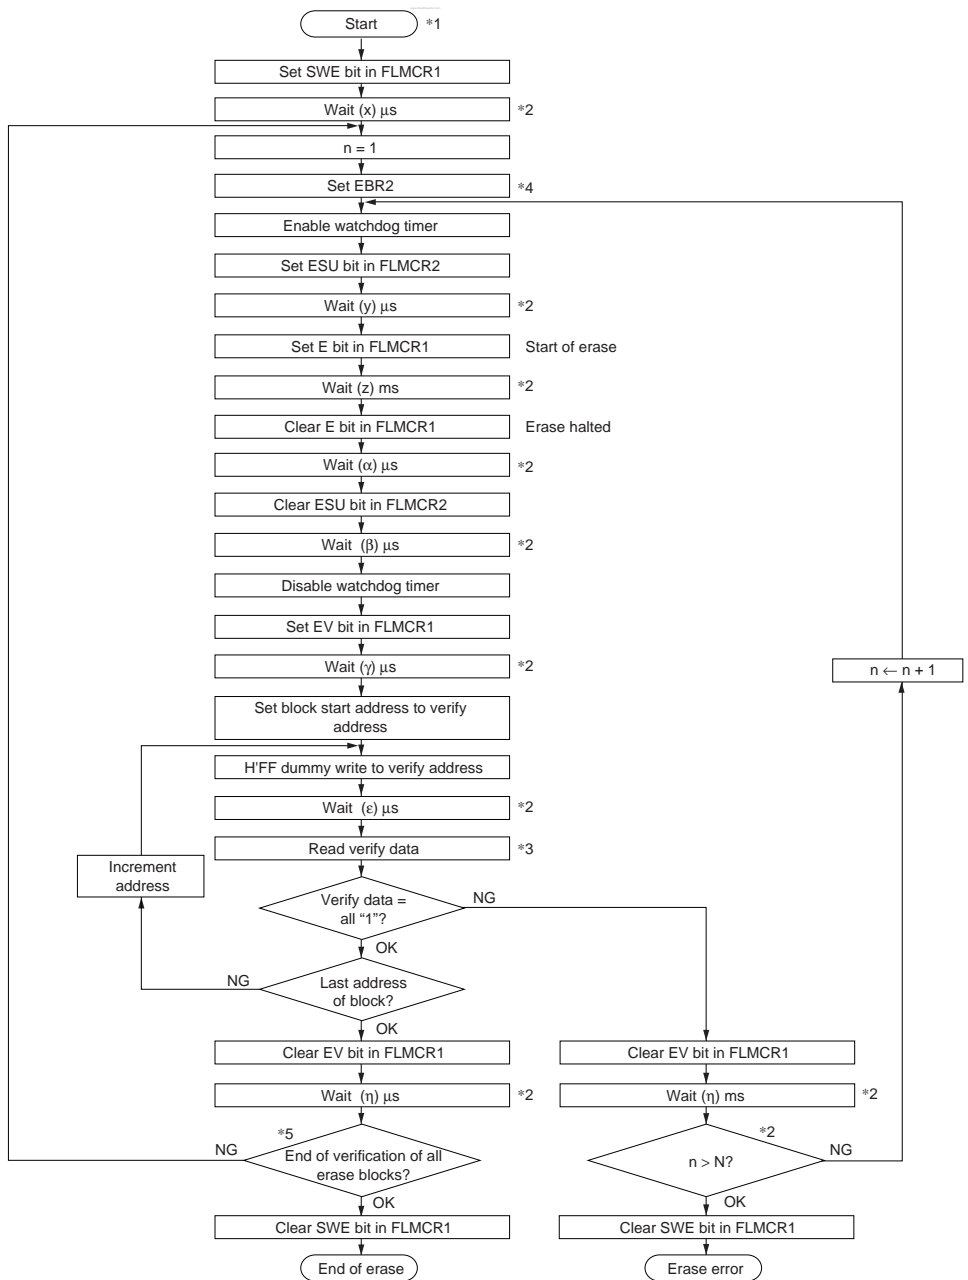 Start *1
Set SWE bit in FLMCR1
Wait (x) μs *2
n = 1
Set EBR2 *4
Enable watchdog timer
Set ESU bit in FLMCR2
Wait (y) μs *2
Set E bit in FLMCR1 Start of erase
Wait (z) ms *2
Clear E bit in FLMCR1 Erase halted
Wait (α) μs *2
Clear ESU bit in FLMCR2
Wait (β) μs *2
Disable watchdog timer
Set EV bit in FLMCR1
Wait (γ) μs *2
n ← n + 1
Set block start address to verify
address
H'FF dummy write to verify address
Wait (ε) μs *2
Read verify data *3
Increment
address
Verify data =
all “1”?
NG
OK
Last address
of block?
NG
OK
Clear EV bit in FLMCR1
Clear EV bit in FLMCR1
Wait (η) μs *2
Wait (η) ms *2
*5
End of verification of all
erase blocks?
NG
OK
*2
n > N?
NG
OK
Clear SWE bit in FLMCR1
Clear SWE bit in FLMCR1
End of erase
Erase error